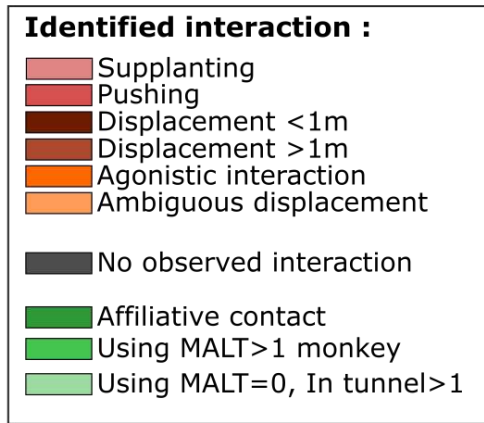 Identified interaction :
Supplanting
Pushing
Displacement <1m
Displacement >1m
Agonistic interaction
Ambiguous displacement
No observed interaction
Affiliative contact
Using MALT>1 monkey
Using MALT=0, In tunnel>1